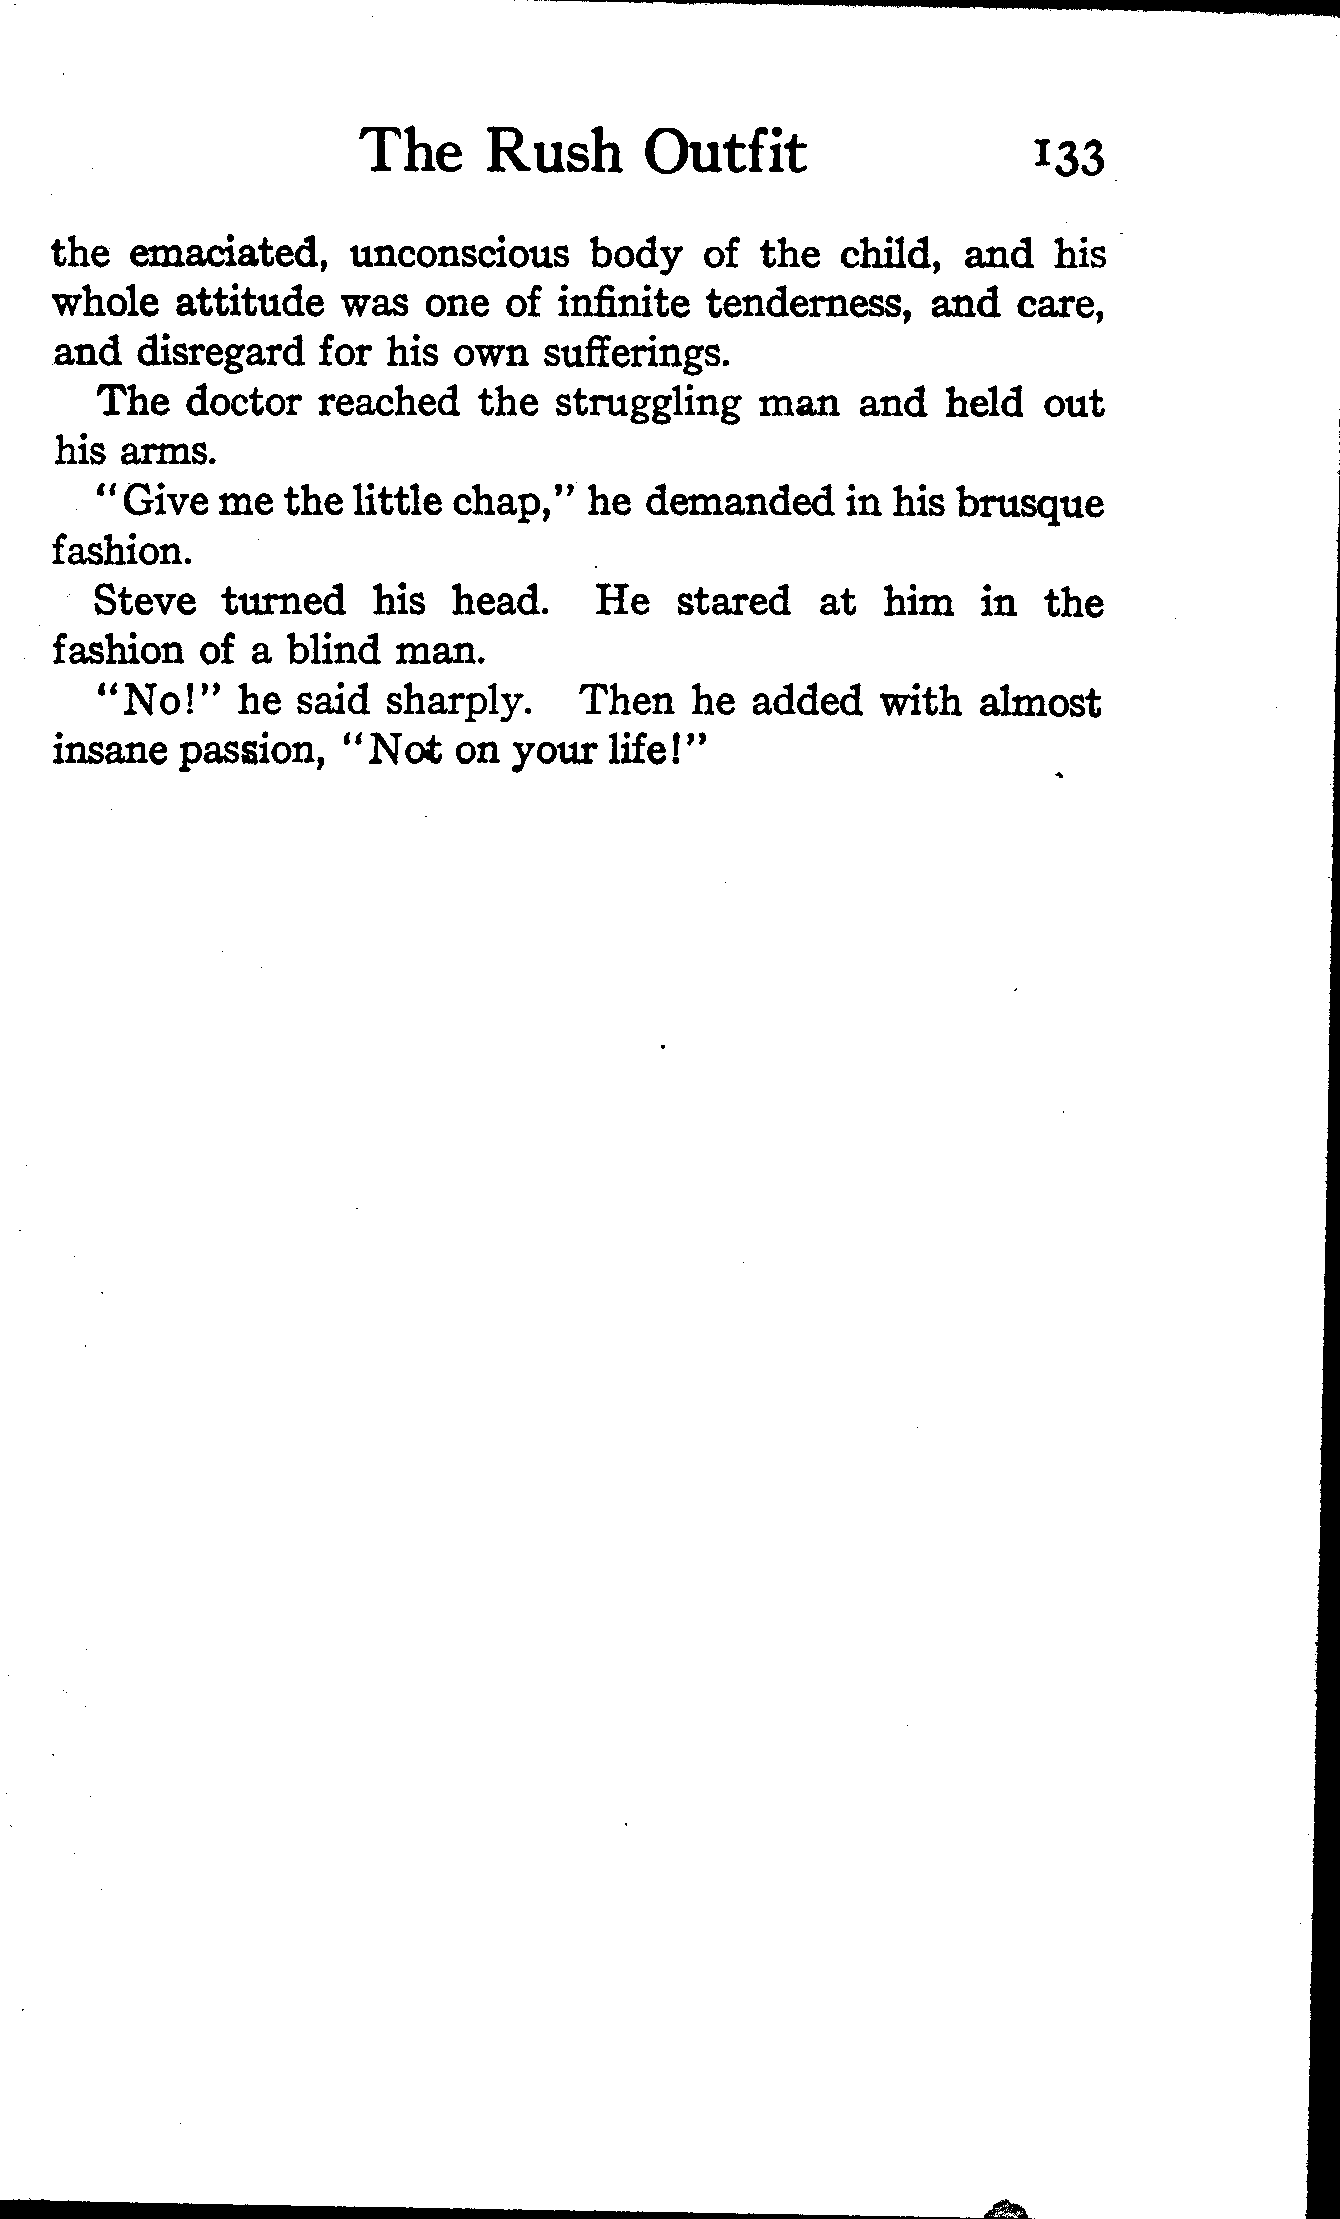 The Rush Outfit 133
the emaciated, unconscious body of the child, and his
whole attitude was one of infinite tenderness, and care,
and disregard for his own sufferings.
The doctor reached the struggling man and held out
his arms.
"Give me the little chap," he demanded in his brusque
fashion.
Steve turned his head. He stared at him in the
fashion of a blind man.
"No!" he said sharply. Then he added with almost
insane passion, "Not on your life!"